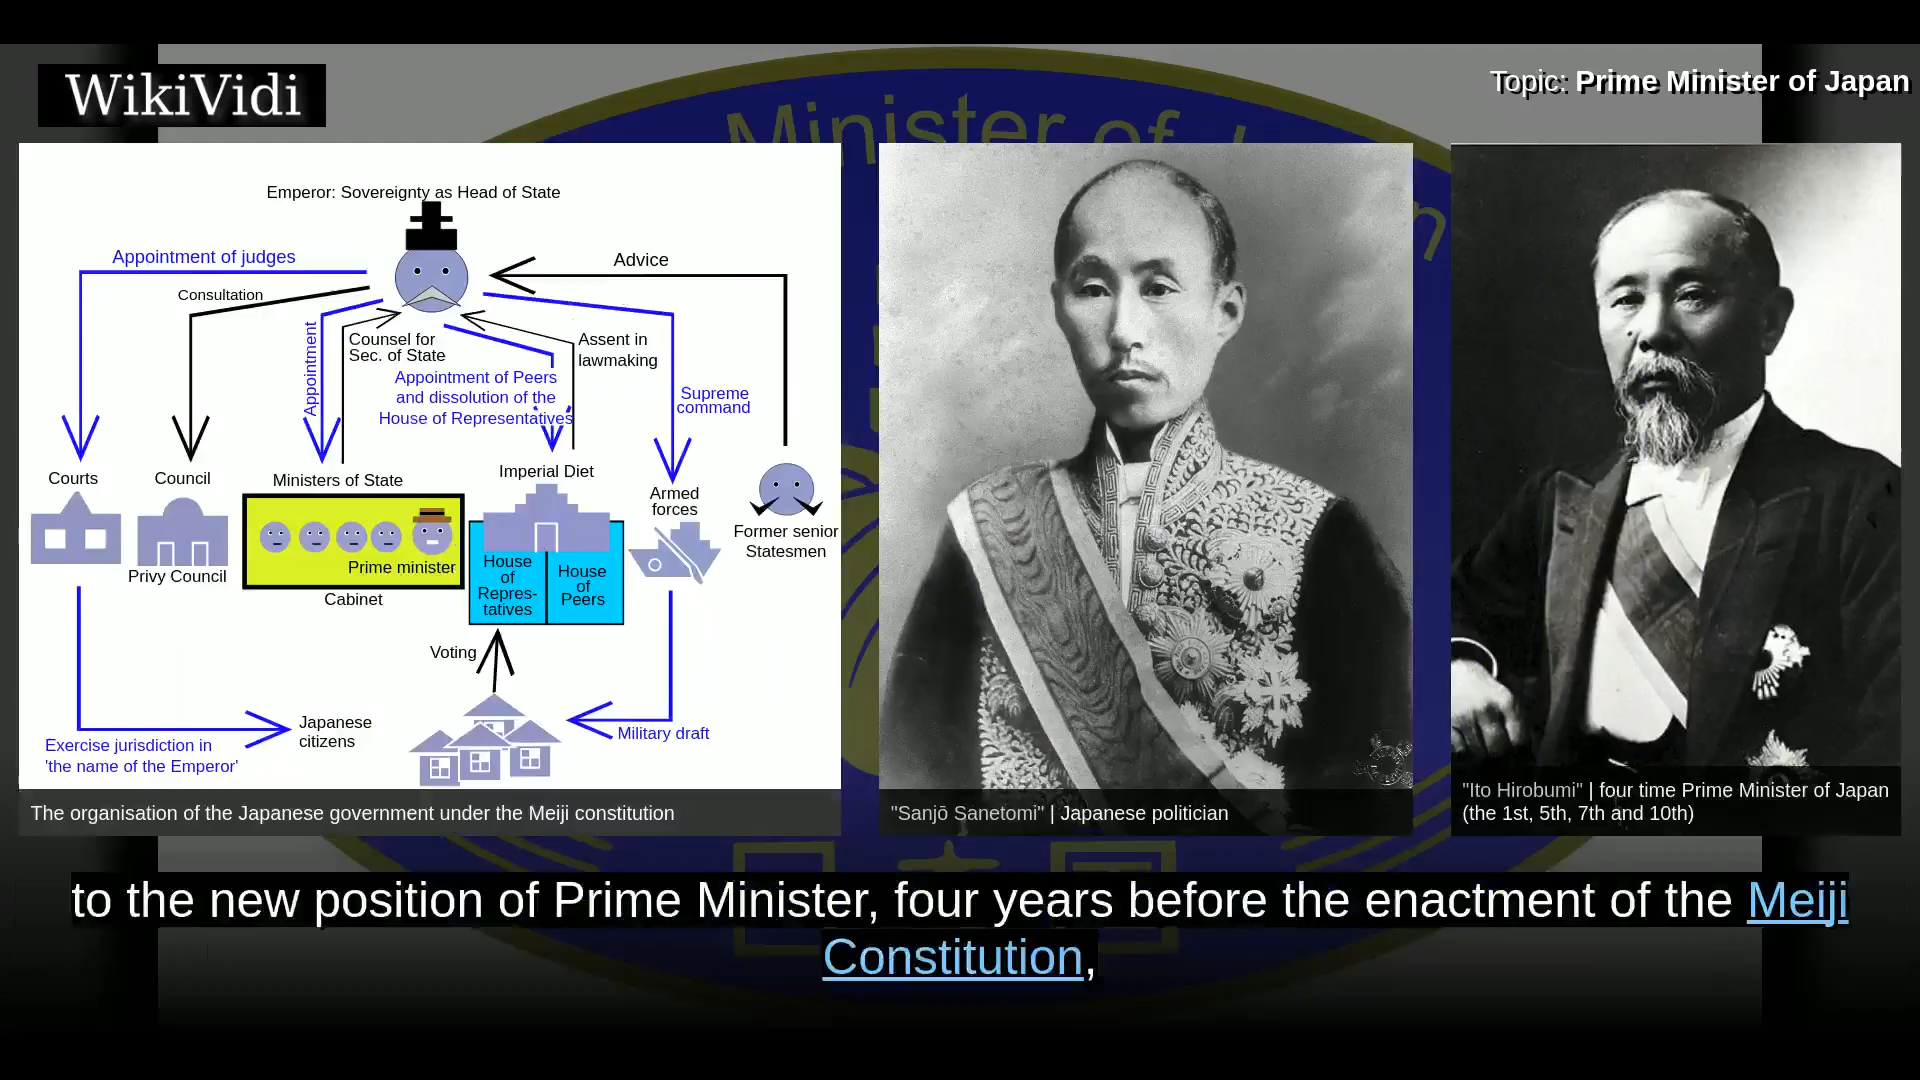 WikiVidi
Topic: Prime Minister of Japan
Minister of J
n
Emperor: Sovereignty as Head of State
Appointment of judges
Advice
Consultation
Appointment
Counsel for
Sec. of State
Assent in
lawmaking
Appointment of Peers
and dissolution of the
House of Representatives
Supreme
command
Courts
Council
Ministers of State
Imperial Diet
Armed
forces
Former senior
Statesmen
Prime minister
House
of
Repres-
tatives
House
of
Peers
Privy Council
Cabinet
Voting
Japanese
citizens
Military draft
Exercise jurisdiction in
'the name of the Emperor'
The organisation of the Japanese government under the Meiji constitution
"Sanjō Sanetomi" | Japanese politician
"Ito Hirobumi" | four time Prime Minister of Japan
(the 1st, 5th, 7th and 10th)
to the new position of Prime Minister, four years before the enactment of the Meiji
Constitution,